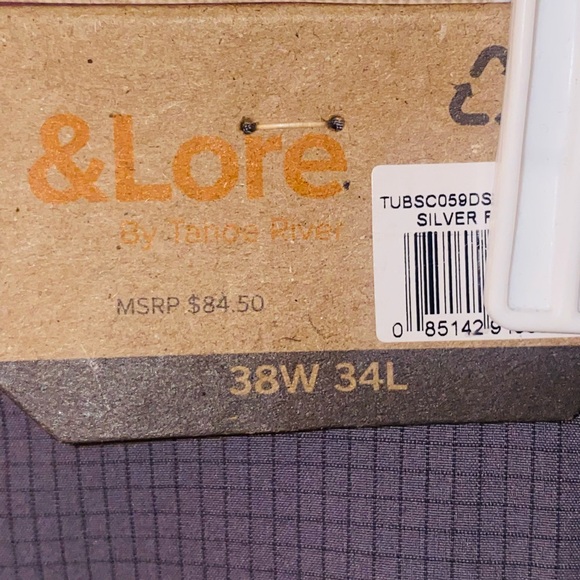 &Lore
By Tahoe River
MSRP $84.50
TUBSC059DS
SILVER
0 85142
38W 34L